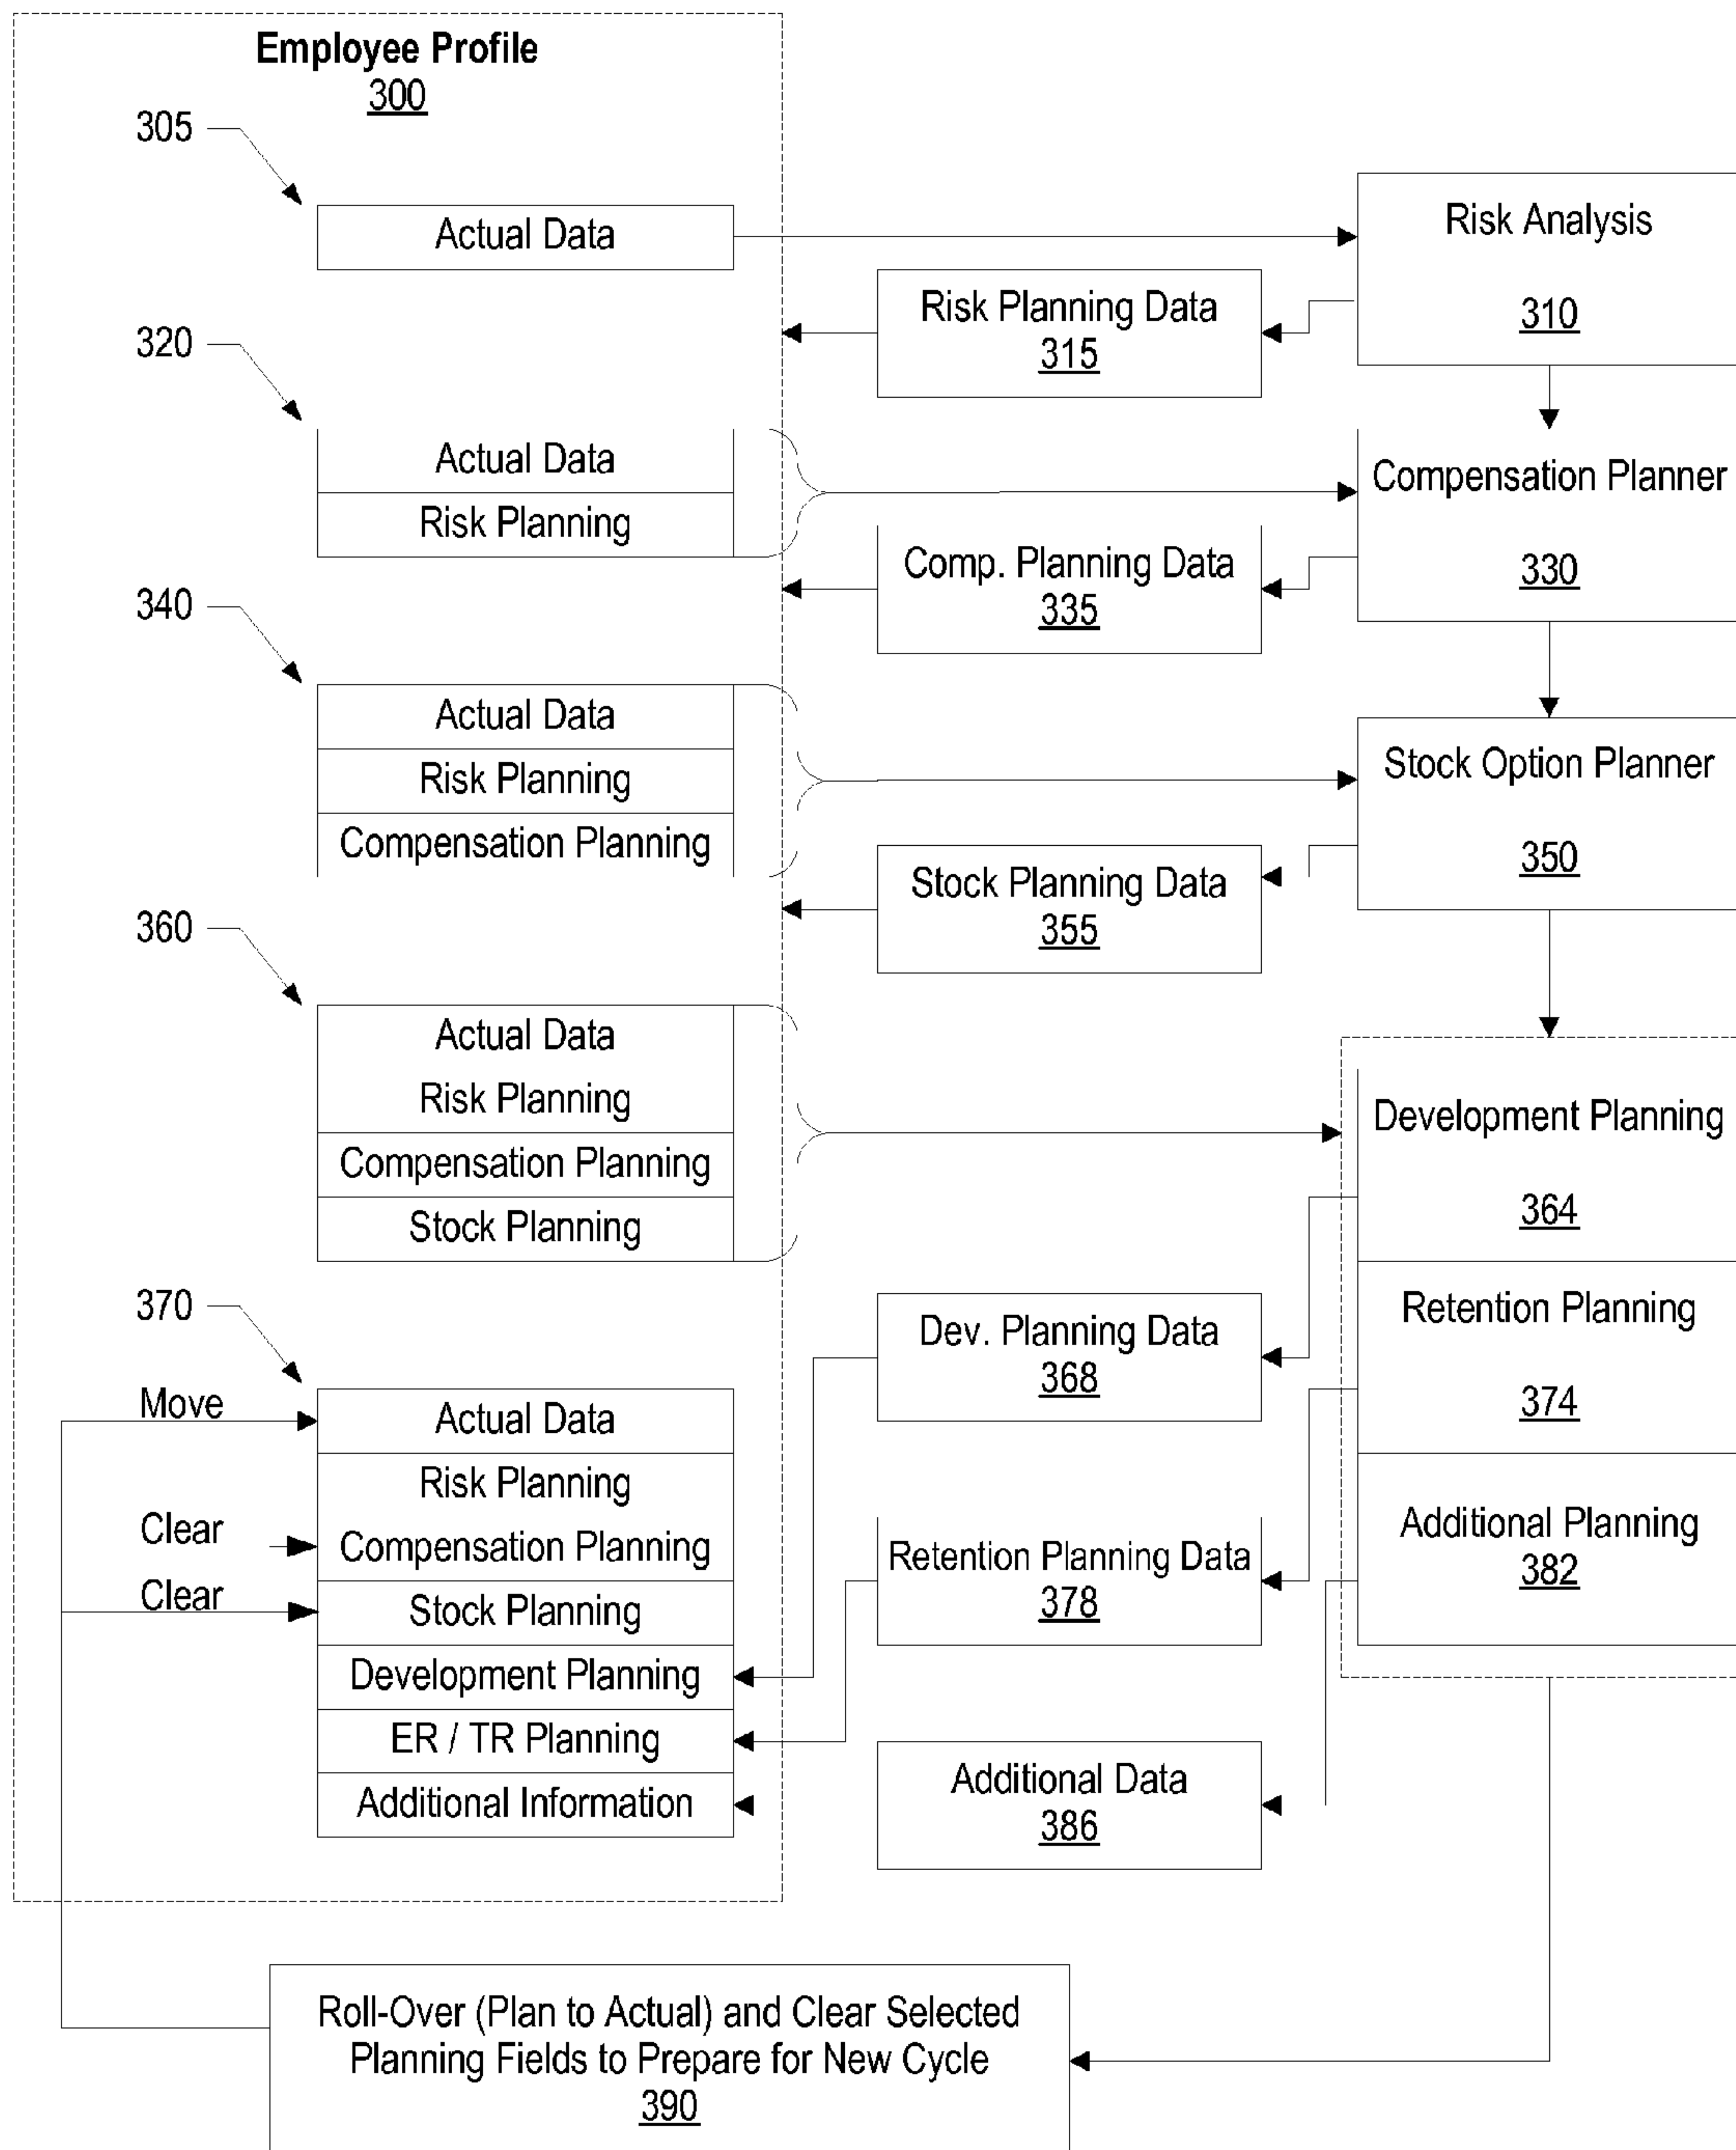 Employee Profile
300
305
Actual Data
Risk Analysis
310
Risk Planning Data
315
320
Actual Data
Risk Planning
Compensation Planner
330
Comp. Planning Data
335
340
Actual Data
Risk Planning
Compensation Planning
Stock Option Planner
350
Stock Planning Data
355
360
Actual Data
Risk Planning
Compensation Planning
Stock Planning
Development Planning
364
Retention Planning
374
Additional Planning
382
Dev. Planning Data
368
Retention Planning Data
378
Additional Data
386
370
Move
Actual Data
Risk Planning
Clear
Compensation Planning
Clear
Stock Planning
Development Planning
ER / TR Planning
Additional Information
Roll-Over (Plan to Actual) and Clear Selected
Planning Fields to Prepare for New Cycle
390